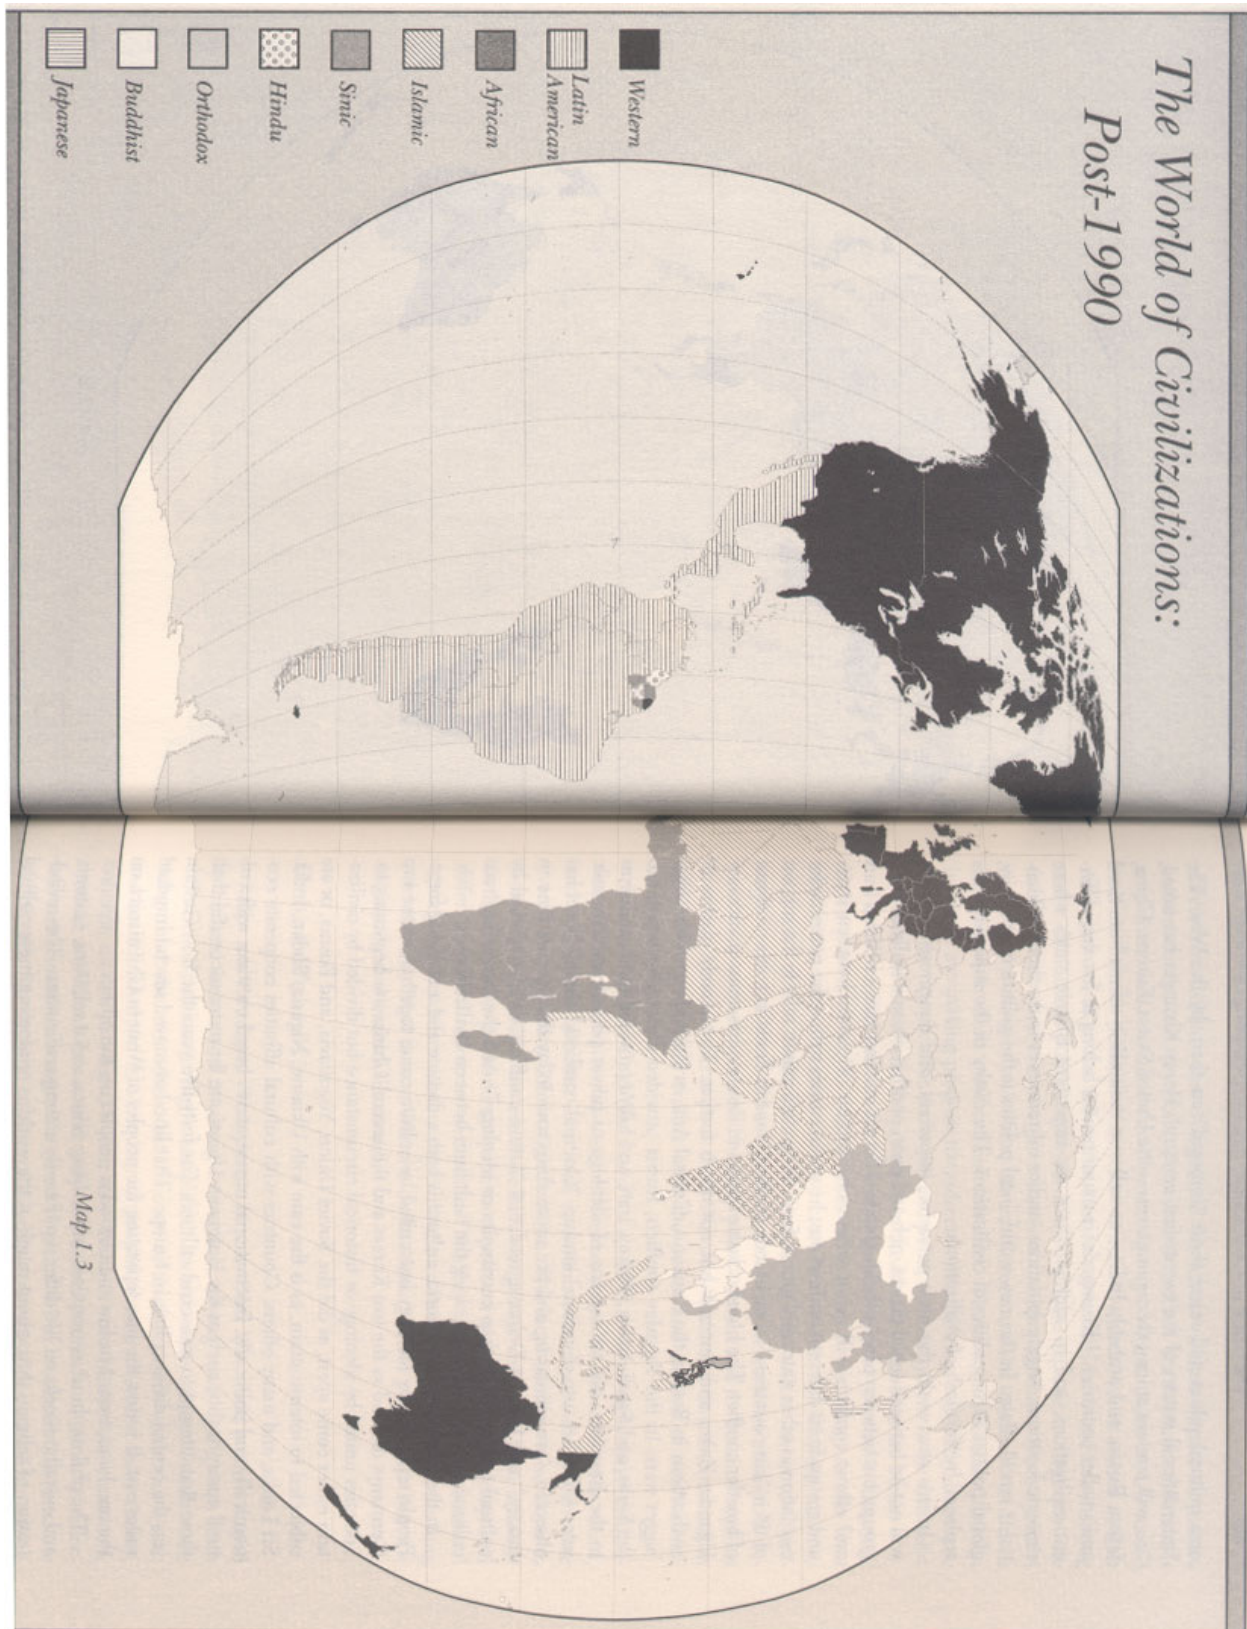 The World of Civilizations:
Post-1990
Western
Latin
American
African
Islamic
Sinic
Hindu
Orthodox
Buddhist
Japanese
Map 1.3